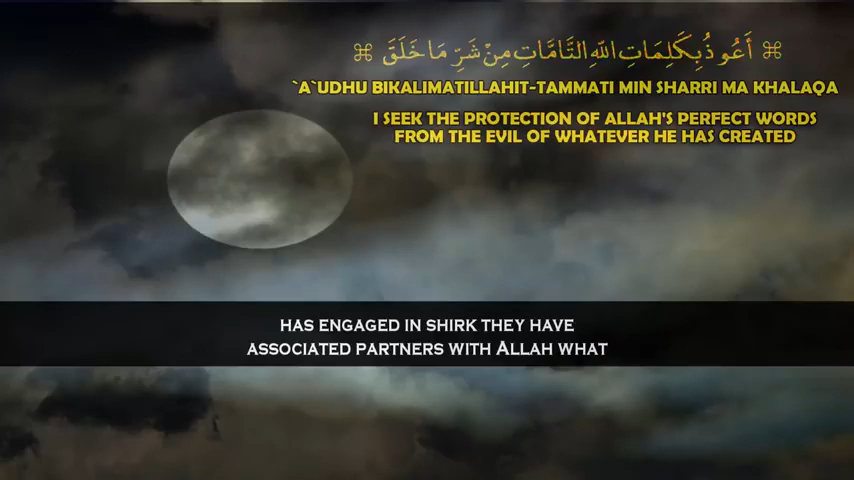 ⌘ أَعُوذُ بِكَلِمَاتِ اللّٰهِ التَّامَّاتِ مِنْ شَرِّ مَا خَلَقَ ⌘
`A`UDHU BIKALIMATILLAHIT-TAMMATI MIN SHARRI MA KHALAQA
I SEEK THE PROTECTION OF ALLAH'S PERFECT WORDS
FROM THE EVIL OF WHATEVER HE HAS CREATED
HAS ENGAGED IN SHIRK THEY HAVE
ASSOCIATED PARTNERS WITH ALLAH WHAT